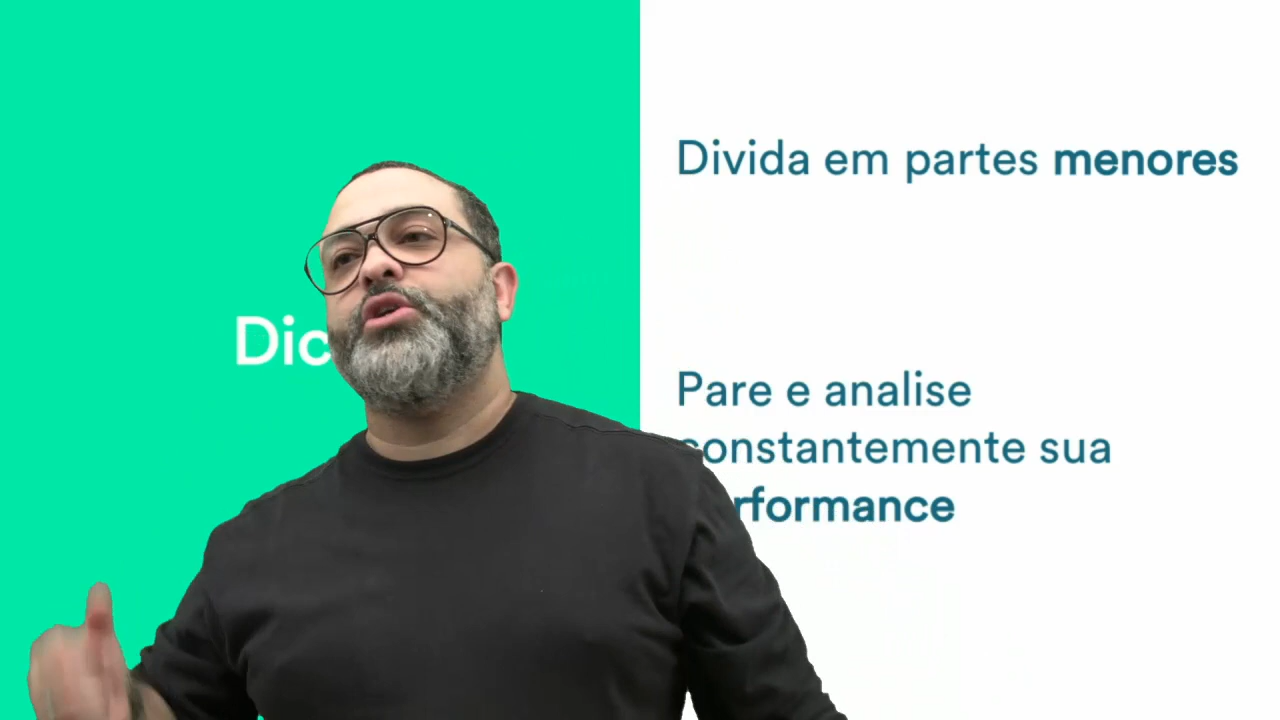 Divida em partes menores
Pare e analise
constantemente sua